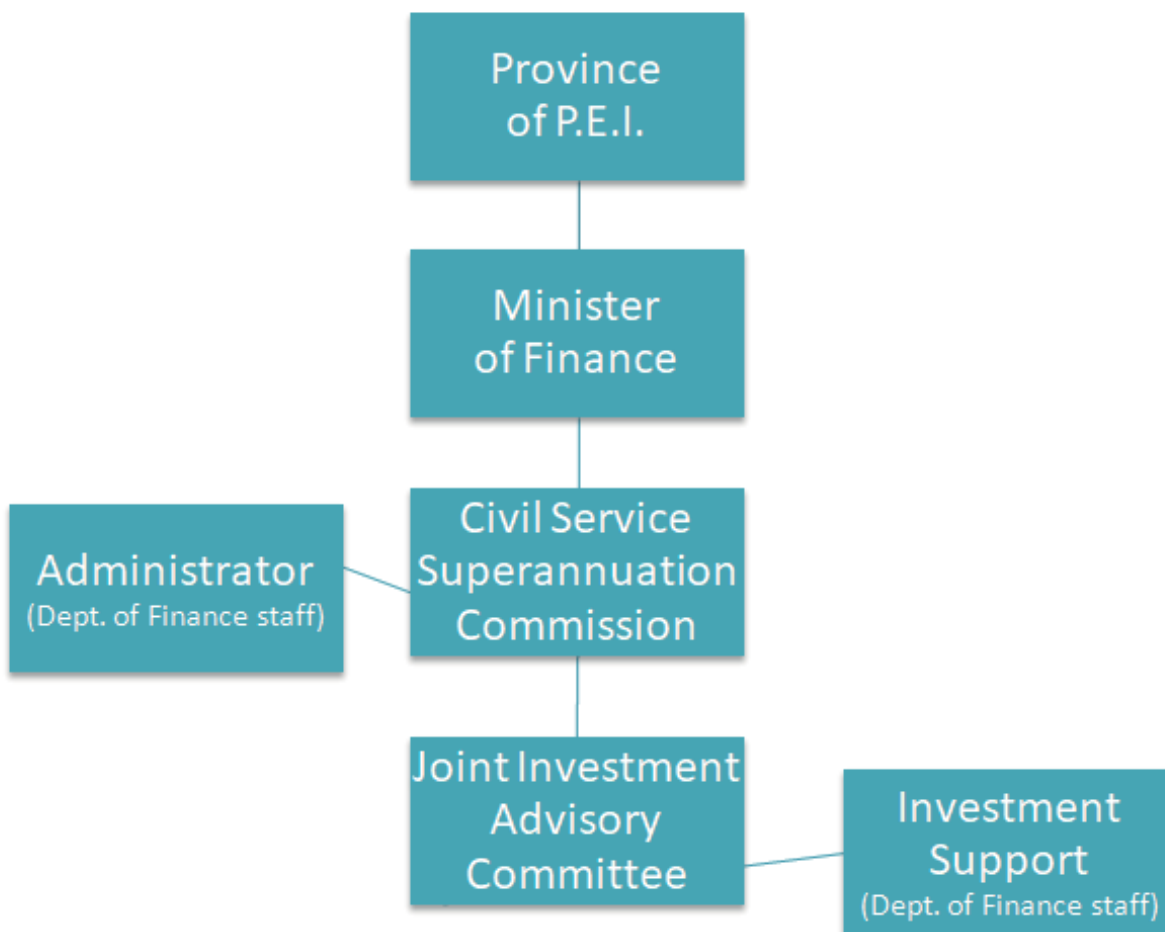 Province
of P.E.I.
Minister
of Finance
Civil Service
Superannuation
Commission
Administrator
(Dept. of Finance staff)
Joint Investment
Advisory
Committee
Investment
Support
(Dept. of Finance staff)